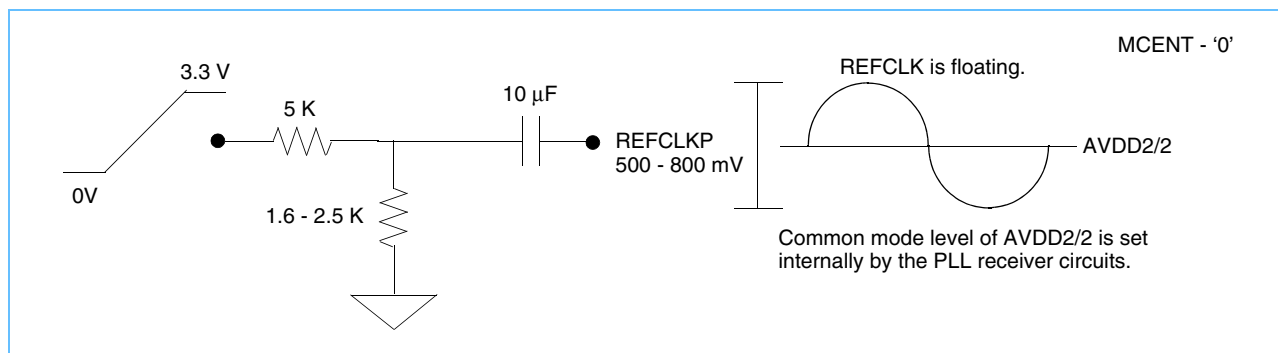 MCENT - ‘0’
3.3 V
0V
5 K
1.6 - 2.5 K
10 µF
REFCLKP
500 - 800 mV
REFCLK is floating.
AVDD2/2
Common mode level of AVDD2/2 is set
internally by the PLL receiver circuits.